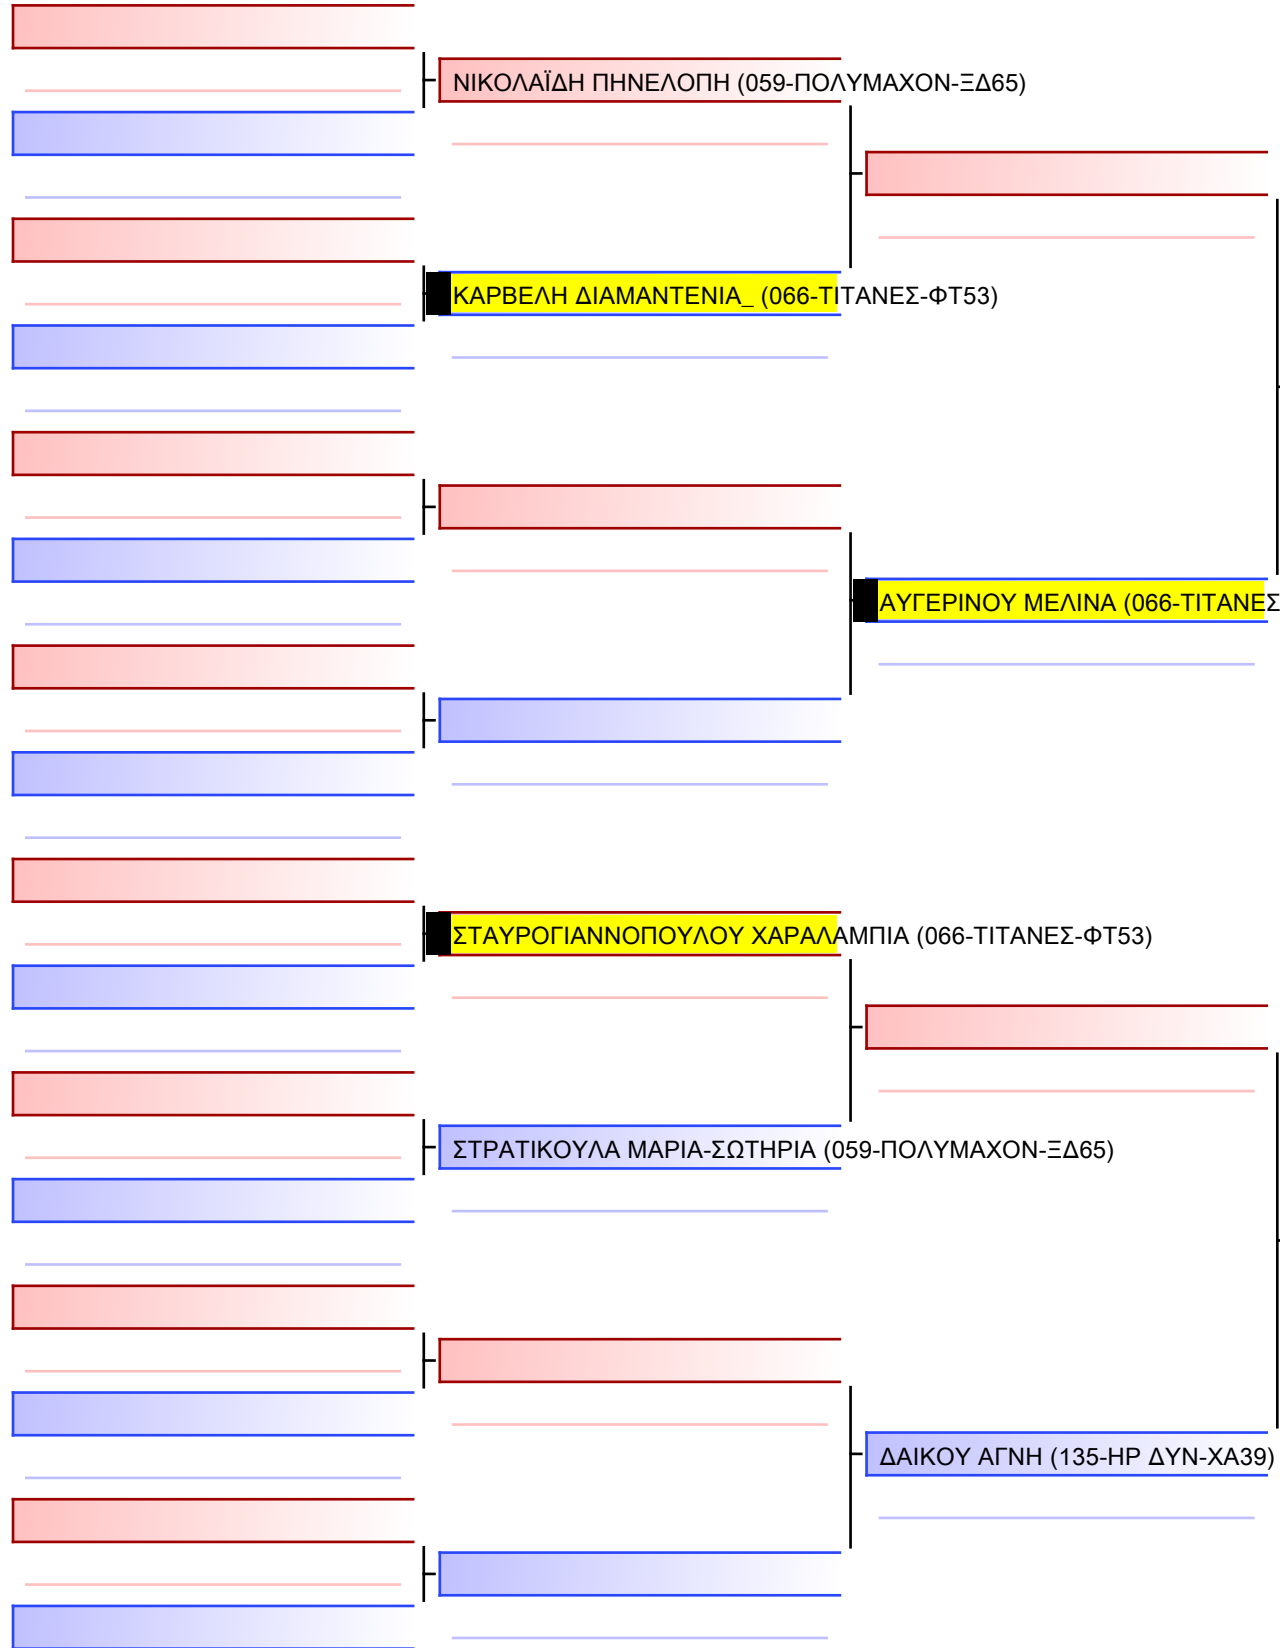 ΝΙΚΟΛΑΪΔΗ ΠΗΝΕΛΟΠΗ (059-ΠΟΛΥΜΑΧΟΝ-ΞΔ65)
ΚΑΡΒΕΛΗ ΔΙΑΜΑΝΤΕΝΙΑ_ (066-ΤΙΤΑΝΕΣ-ΦΤ53)
ΑΥΓΕΡΙΝΟΥ ΜΕΛΙΝΑ (066-ΤΙΤΑΝΕΣ
ΣΤΑΥΡΟΓΙΑΝΝΟΠΟΥΛΟΥ ΧΑΡΑΛΑΜΠΙΑ (066-ΤΙΤΑΝΕΣ-ΦΤ53)
ΣΤΡΑΤΙΚΟΥΛΑ ΜΑΡΙΑ-ΣΩΤΗΡΙΑ (059-ΠΟΛΥΜΑΧΟΝ-ΞΔ65)
ΔΑΙΚΟΥ ΑΓΝΗ (135-ΗΡ ΔΥΝ-ΧΑ39)